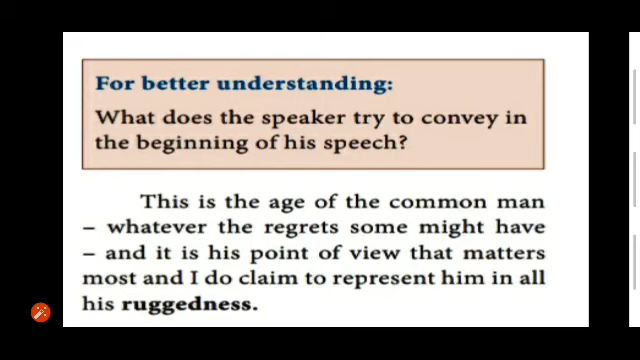 For better understanding:
What does the speaker try to convey in
the beginning of his speech?
This is the age of the common man
– whatever the regrets some might have
– and it is his point of view that matters
most and I do claim to represent him in all
his ruggedness.